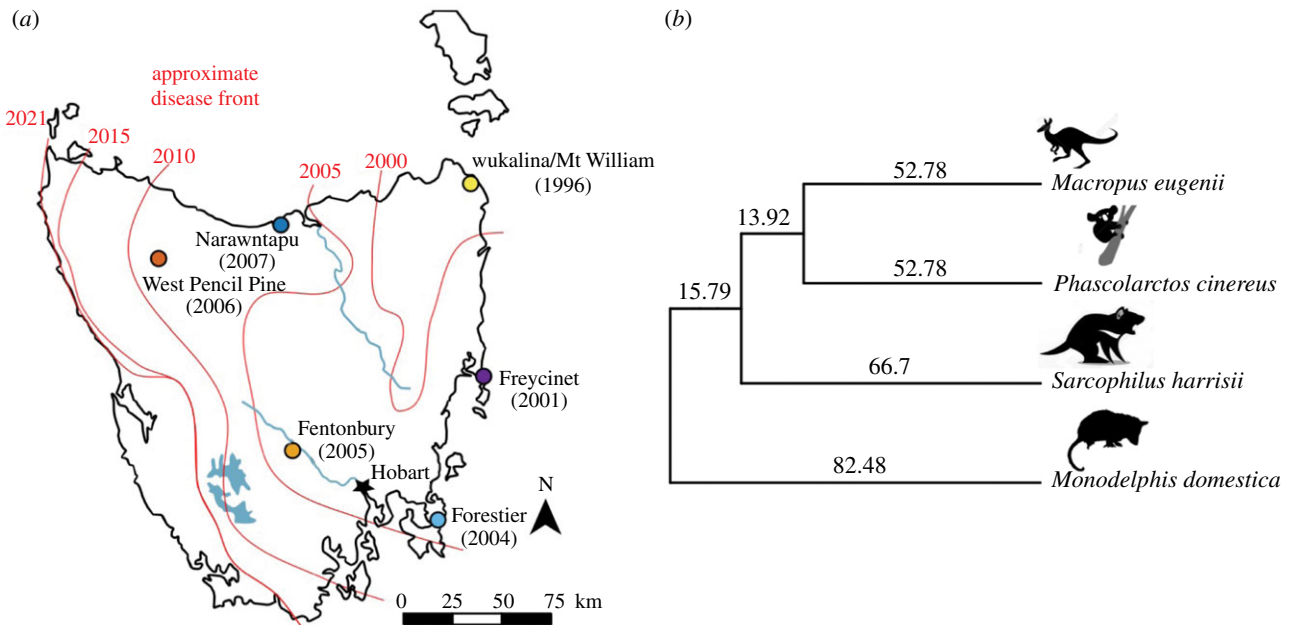 (a)
approximate
disease front
2021
2015
2010
2005
2000
wukalina/Mt William
(1996)
Narawntapu
(2007)
West Pencil Pine
(2006)
Freycinet
(2001)
Fentonbury
(2005)
Hobart
N
Forestier
(2004)
0 25 50 75 km
(b)
52.78
Macropus eugenii
13.92
52.78
Phascolarctos cinereus
15.79
66.7
Sarcophilus harrisii
82.48
Monodelphis domestica